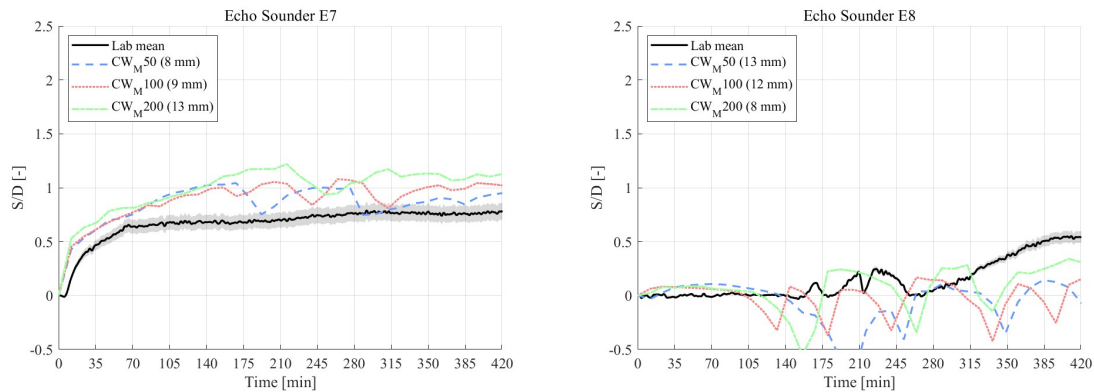 Echo Sounder E7
2.5
2
1.5
1
0.5
0
-0.5
S/D [-]
Lab mean
CW_M50 (8 mm)
CW_M100 (9 mm)
CW_M200 (13 mm)
0 35 70 105 140 175 210 245 280 315 350 385 420
Time [min]
Echo Sounder E8
2.5
2
1.5
1
0.5
0
-0.5
S/D [-]
Lab mean
CW_M50 (13 mm)
CW_M100 (12 mm)
CW_M200 (8 mm)
0 35 70 105 140 175 210 245 280 315 350 385 420
Time [min]